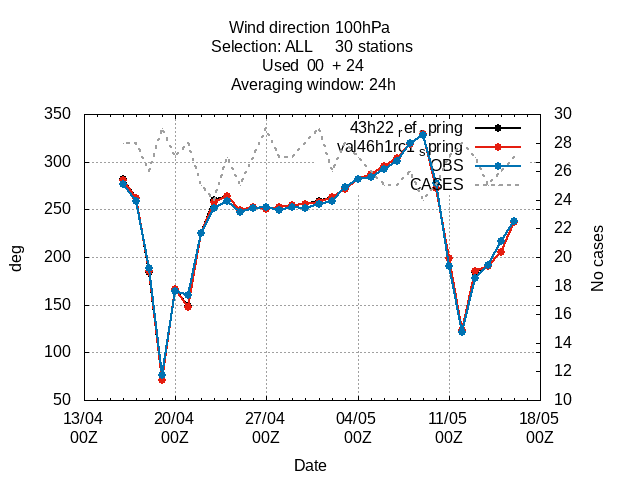 Wind direction 100hPa
Selection: ALL 30 stations
Used 00 + 24
Averaging window: 24h
350
300
250
200
150
100
50
30
28
26
24
22
20
18
16
14
12
10
43h22_ref_spring
val46h1rc1_spring
OBS
CASES
deg
No cases
13/04 20/04 27/04 04/05 11/05 18/05
00Z 00Z 00Z 00Z 00Z 00Z
Date